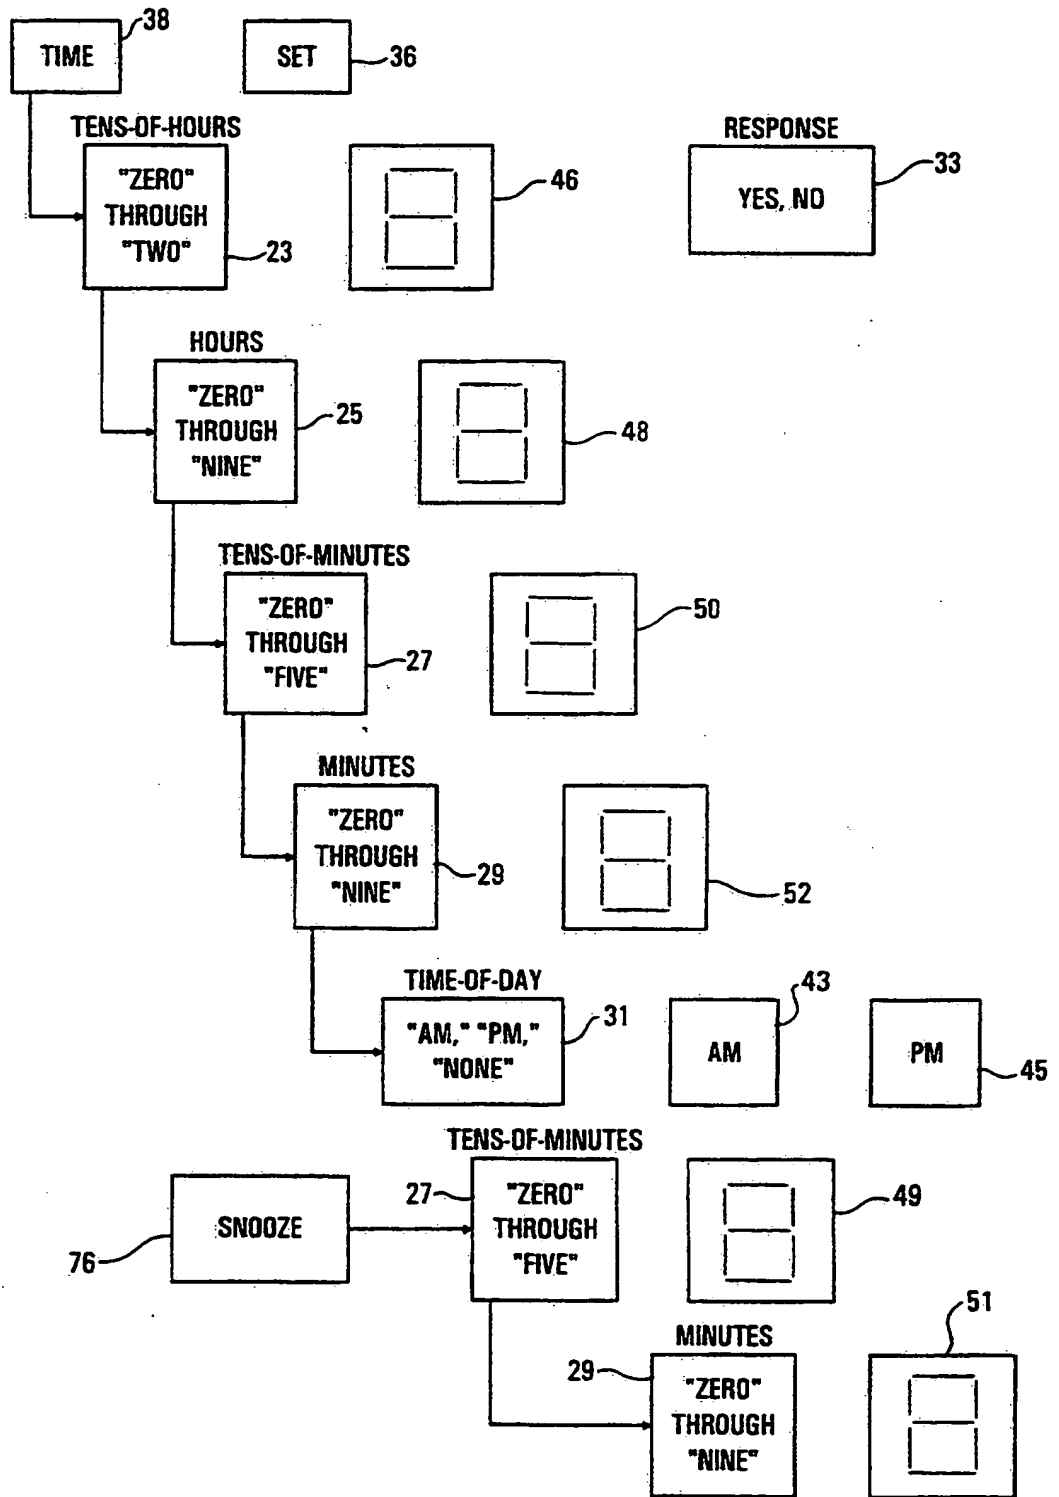 38
TIME
SET
36
TENS-OF-HOURS
RESPONSE
"ZERO"
THROUGH
"TWO"
23
46
YES, NO
33
HOURS
"ZERO"
THROUGH
"NINE"
25
48
TENS-OF-MINUTES
"ZERO"
THROUGH
"FIVE"
27
50
MINUTES
"ZERO"
THROUGH
"NINE"
29
52
TIME-OF-DAY
"AM," "PM,"
"NONE"
31
AM
43
PM
45
TENS-OF-MINUTES
SNOOZE
76
27
"ZERO"
THROUGH
"FIVE"
49
MINUTES
29
"ZERO"
THROUGH
"NINE"
51